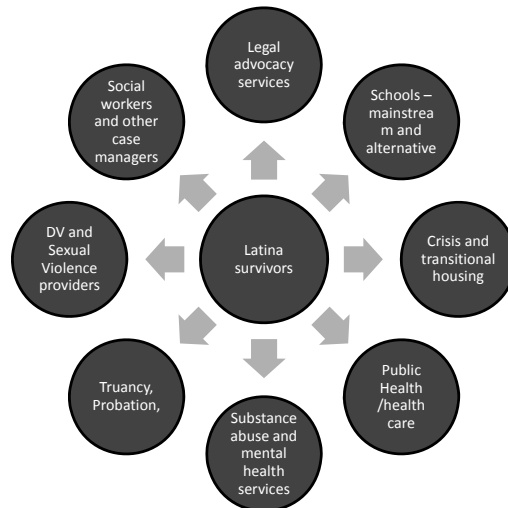 Legal
advocacy
services
Schools –
mainstrea
m and
alternative
Crisis and
transitional
housing
Public
Health
/health
care
Substance
abuse and
mental
health
services
Truancy,
Probation,
DV and
Sexual
Violence
providers
Social
workers
and other
case
managers
Latina
survivors